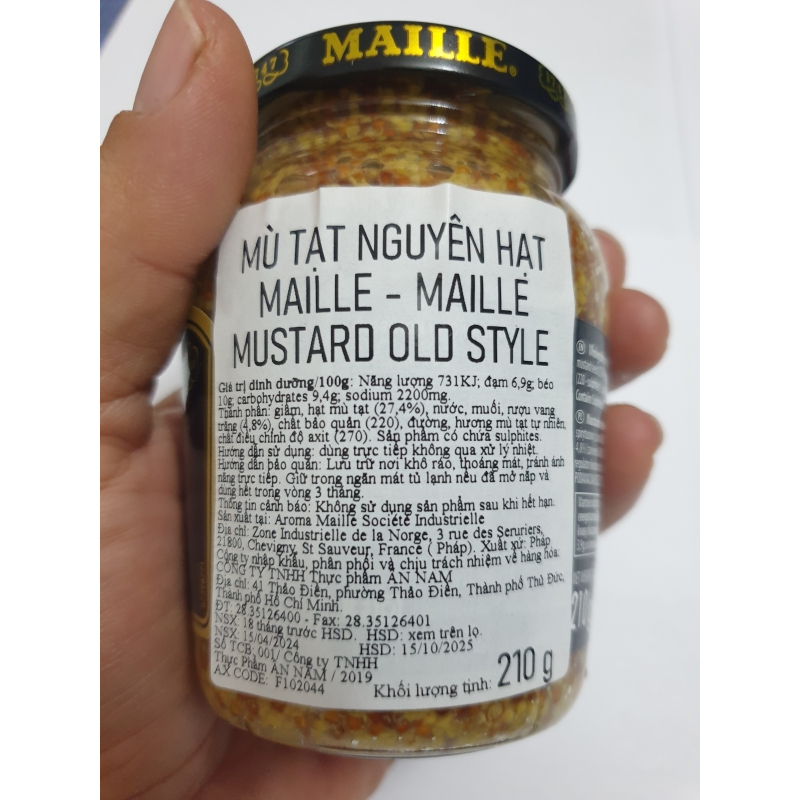 MAILLE
MÙ TẠT NGUYÊN HẠT
MAILLE - MAILLE
MUSTARD OLD STYLE
Giá trị dinh dưỡng/100g: Năng lượng 731KJ; đạm 6,9g; béo
10g; carbohydrates 9,4g; sodium 2200mg.
Thành phần: giấm, hạt mù tạt (27,4%), nước, muối, rượu vang
trắng (4,8%), chất bảo quản (220), đường, hương mù tạt tự nhiên,
chất điều chỉnh độ axit (270). Sản phẩm có chứa sulphites.
Hướng dẫn sử dụng: dùng trực tiếp không qua xử lý nhiệt.
Hướng dẫn bảo quản: Lưu trữ nơi khô ráo, thoáng mát, tránh ánh
nắng trực tiếp. Giữ trong ngăn mát tủ lạnh nếu đã mở nắp và
dùng hết trong vòng 3 tháng.
Thông tin cảnh báo: Không sử dụng sản phẩm sau khi hết hạn.
Sản xuất tại: Aroma Maille Société Industrielle
Địa chỉ: Zone Industrielle de la Norge, 3 rue des Seruriers,
21800, Chevigny, St Sauveur, France ( Pháp). Xuất xứ: Pháp
Công ty nhập khẩu, phân phối và chịu trách nhiệm về hàng hóa:
CÔNG TY TNHH Thực phẩm AN NAM
Địa chỉ: 41 Thảo Điền, phường Thảo Điền, Thành phố Thủ Đức,
Thành phố Hồ Chí Minh.
ĐT: 28.35126400 - Fax: 28.35126401
NSX: 18 tháng trước HSD. HSD: xem trên lọ.
NSX: 15/04/2024 HSD: 15/10/2025
Số TCB: 001/ Công ty TNHH
Thực Phẩm AN NAM / 2019
AX CODE: F102044
Khối lượng tịnh: 210 g